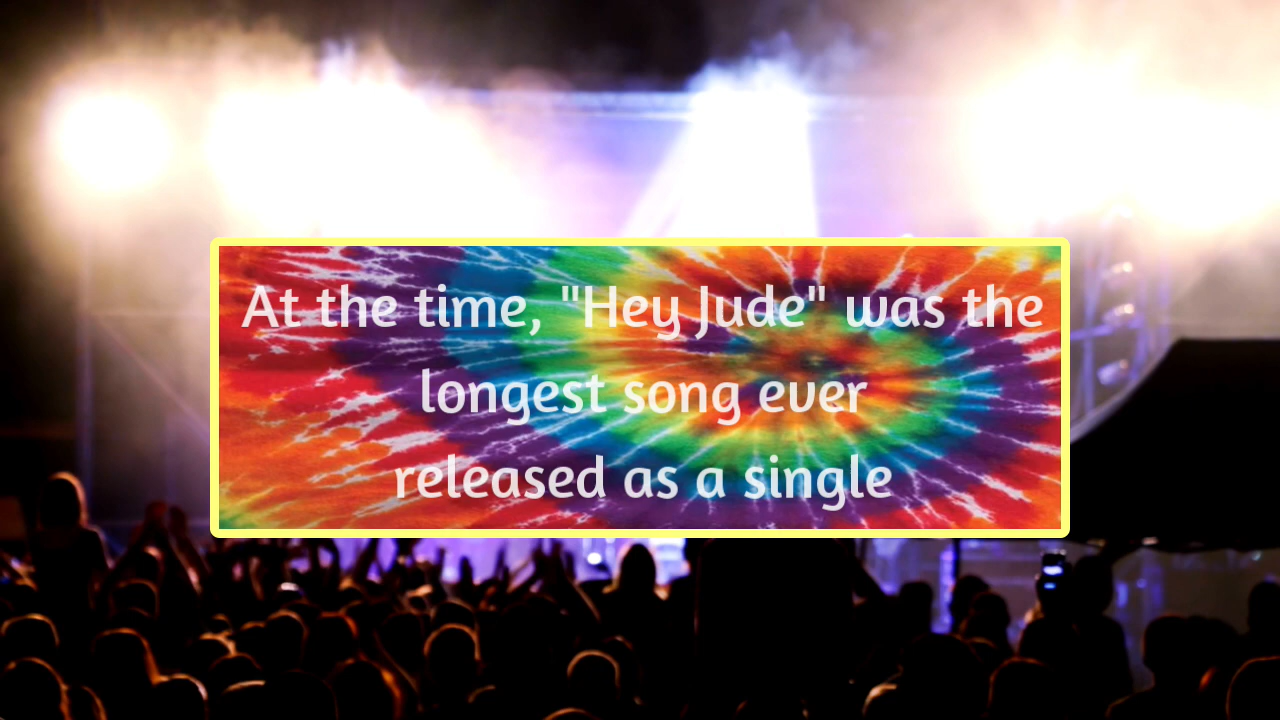 At the time,  "Hey Jude" was the
longest song ever
released as a single